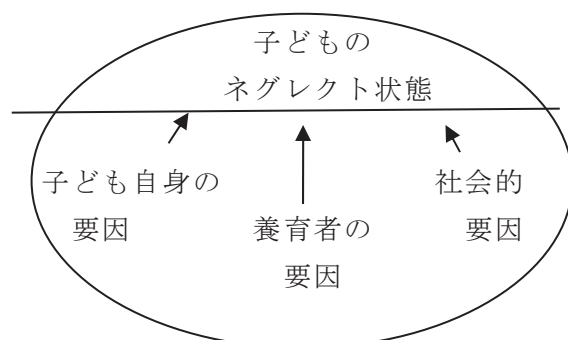 子どもの
ネグレクト状態
子ども自身の
要因
養育者の
要因
社会的
要因